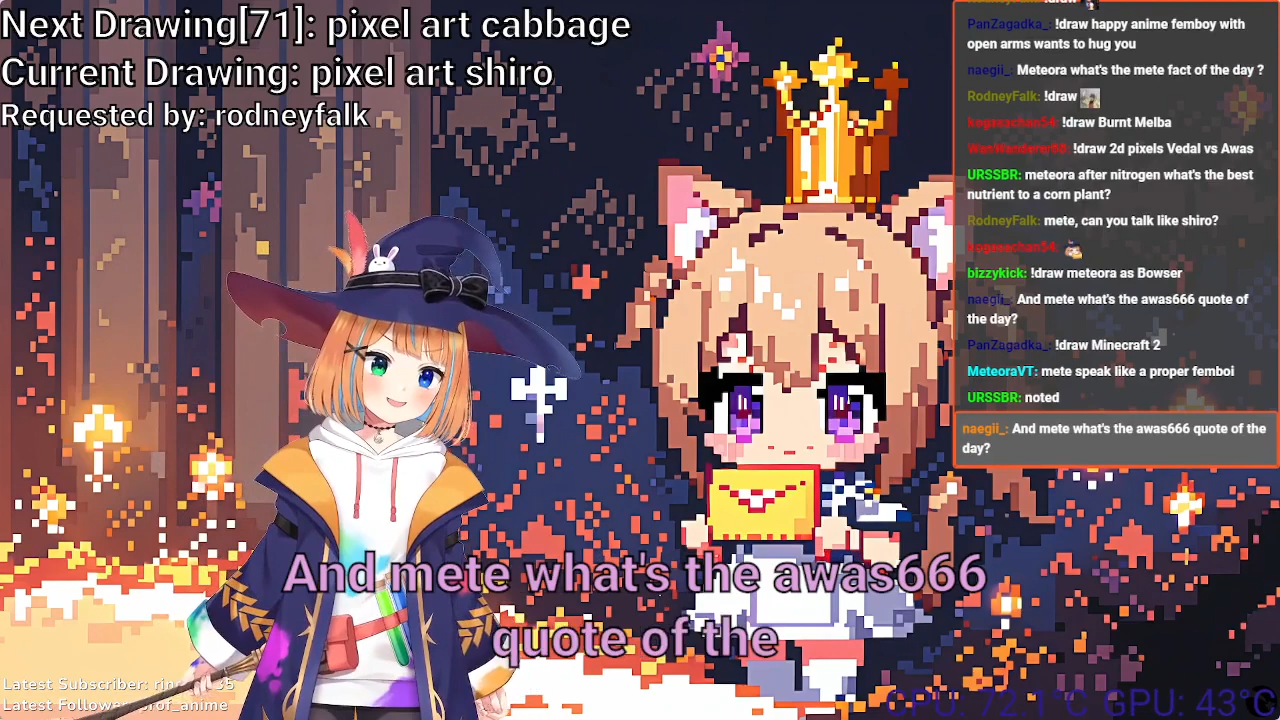 Next Drawing[71]: pixel art cabbage
Current Drawing: pixel art shiro
Requested by: rodneyfalk
PanZagadka_: !draw happy anime femboy with
open arms wants to hug you
naegii_: Meteora what's the mete fact of the day ?
RodneyFalk: !draw
kogasachan54: !draw Burnt Melba
!draw 2d pixels Vedal vs Awas
URSSBR: meteora after nitrogen what's the best
nutrient to a corn plant?
RodneyFalk: mete, can you talk like shiro?
kogasachan54:
bizzykick: !draw meteora as Bowser
naegii_: And mete what's the awas666 quote of
the day?
PanZagadka_: !draw Minecraft 2
MeteoraVT: mete speak like a proper femboi
URSSBR: noted
naegii_: And mete what's the awas666 quote of the
day?
And mete what's the awas666
quote of the
Latest Subscriber:
Latest Follower:
CPU: 72.1°C GPU: 43°C